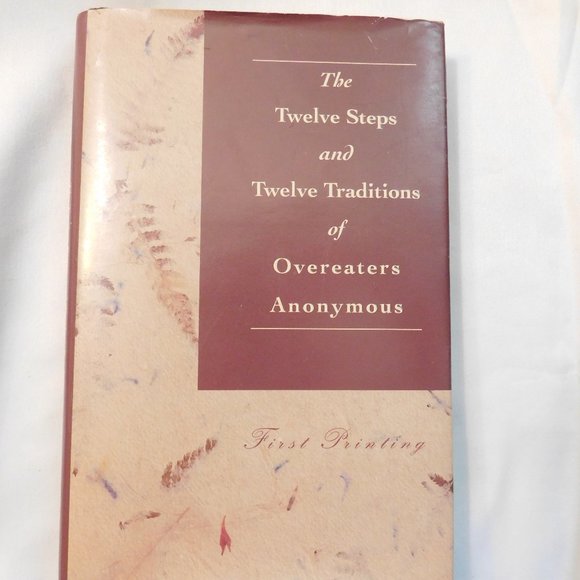 The
Twelve Steps
and
Twelve Traditions
of
Overeaters
Anonymous
First Printing